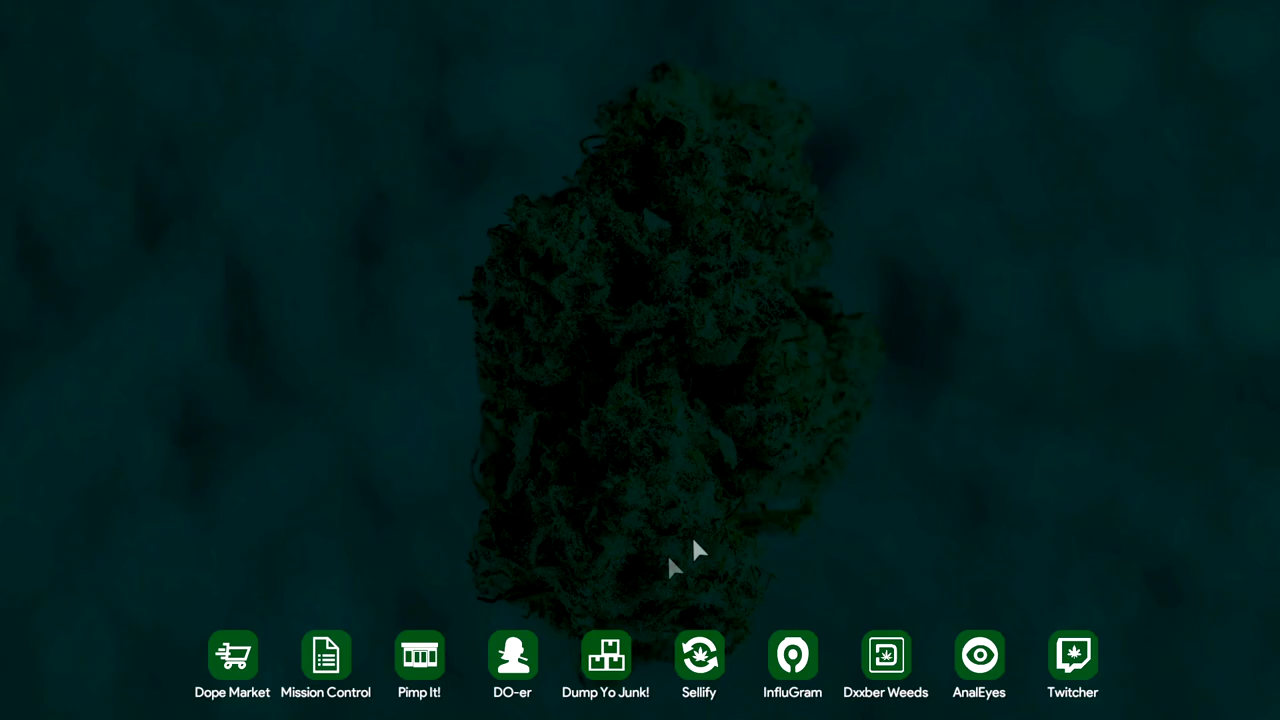 Dope Market
Mission Control
Pimp It!
DO-er
Dump Yo Junk!
Sellify
InfluGram
Dxxber Weeds
AnalEyes
Twitcher